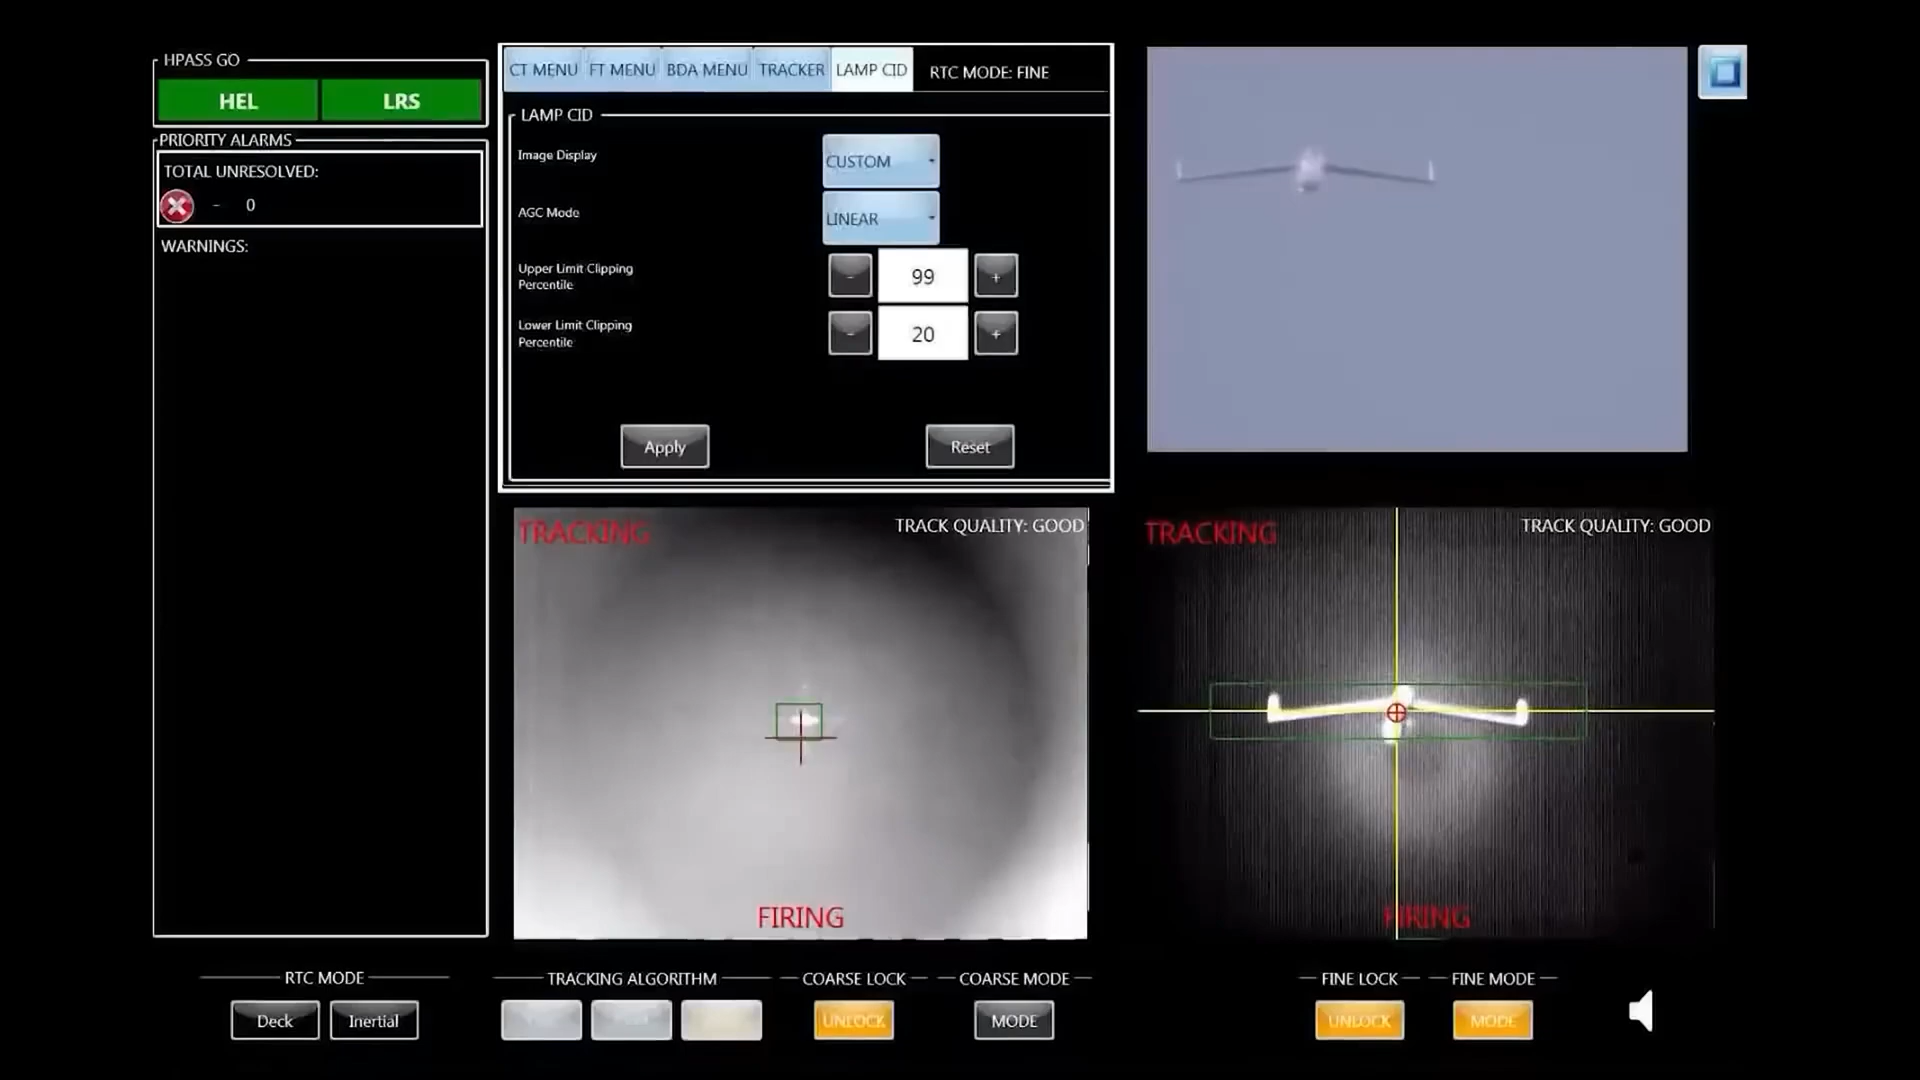 HPASS GO
HEL
LRS
PRIORITY ALARMS
TOTAL UNRESOLVED:
- 0
WARNINGS:
CT MENU
FT MENU
BDA MENU
TRACKER
LAMP CID
RTC MODE: FINE
LAMP CID
Image Display
CUSTOM
AGC Mode
LINEAR
Upper Limit Clipping
Percentile
-
99
+
Lower Limit Clipping
Percentile
-
20
+
Apply
Reset
TRACKING
TRACK QUALITY: GOOD
FIRING
TRACKING
TRACK QUALITY: GOOD
FIRING
RTC MODE
Deck
Inertial
TRACKING ALGORITHM
COARSE LOCK
UNLOCK
COARSE MODE
MODE
FINE LOCK
UNLOCK
FINE MODE
MODE